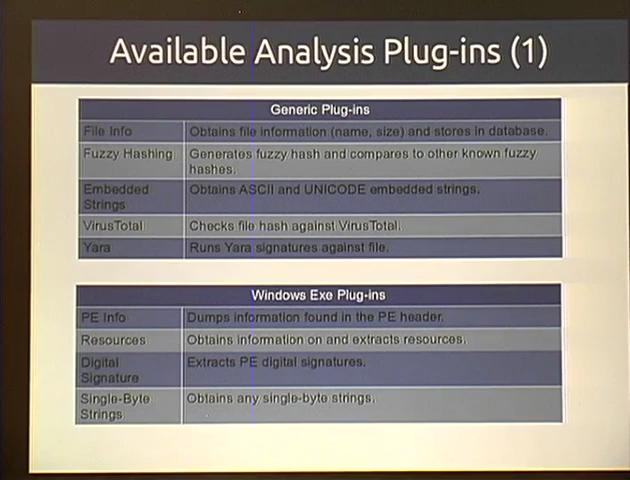 Available Analysis Plug-ins (1)
Generic Plug-ins
File Info Obtains file information (name, size) and stores in database.
Fuzzy Hashing Generates fuzzy hash and compares to other known fuzzy
hashes.
Embedded Obtains ASCII and UNICODE embedded strings.
Strings
VirusTotal Checks file hash against VirusTotal.
Yara Runs Yara signatures against file.
Windows Exe Plug-ins
PE Info Dumps information found in the PE header.
Resources Obtains information on and extracts resources.
Digital Extracts PE digital signatures.
Signature
Single-Byte Obtains any single-byte strings.
Strings